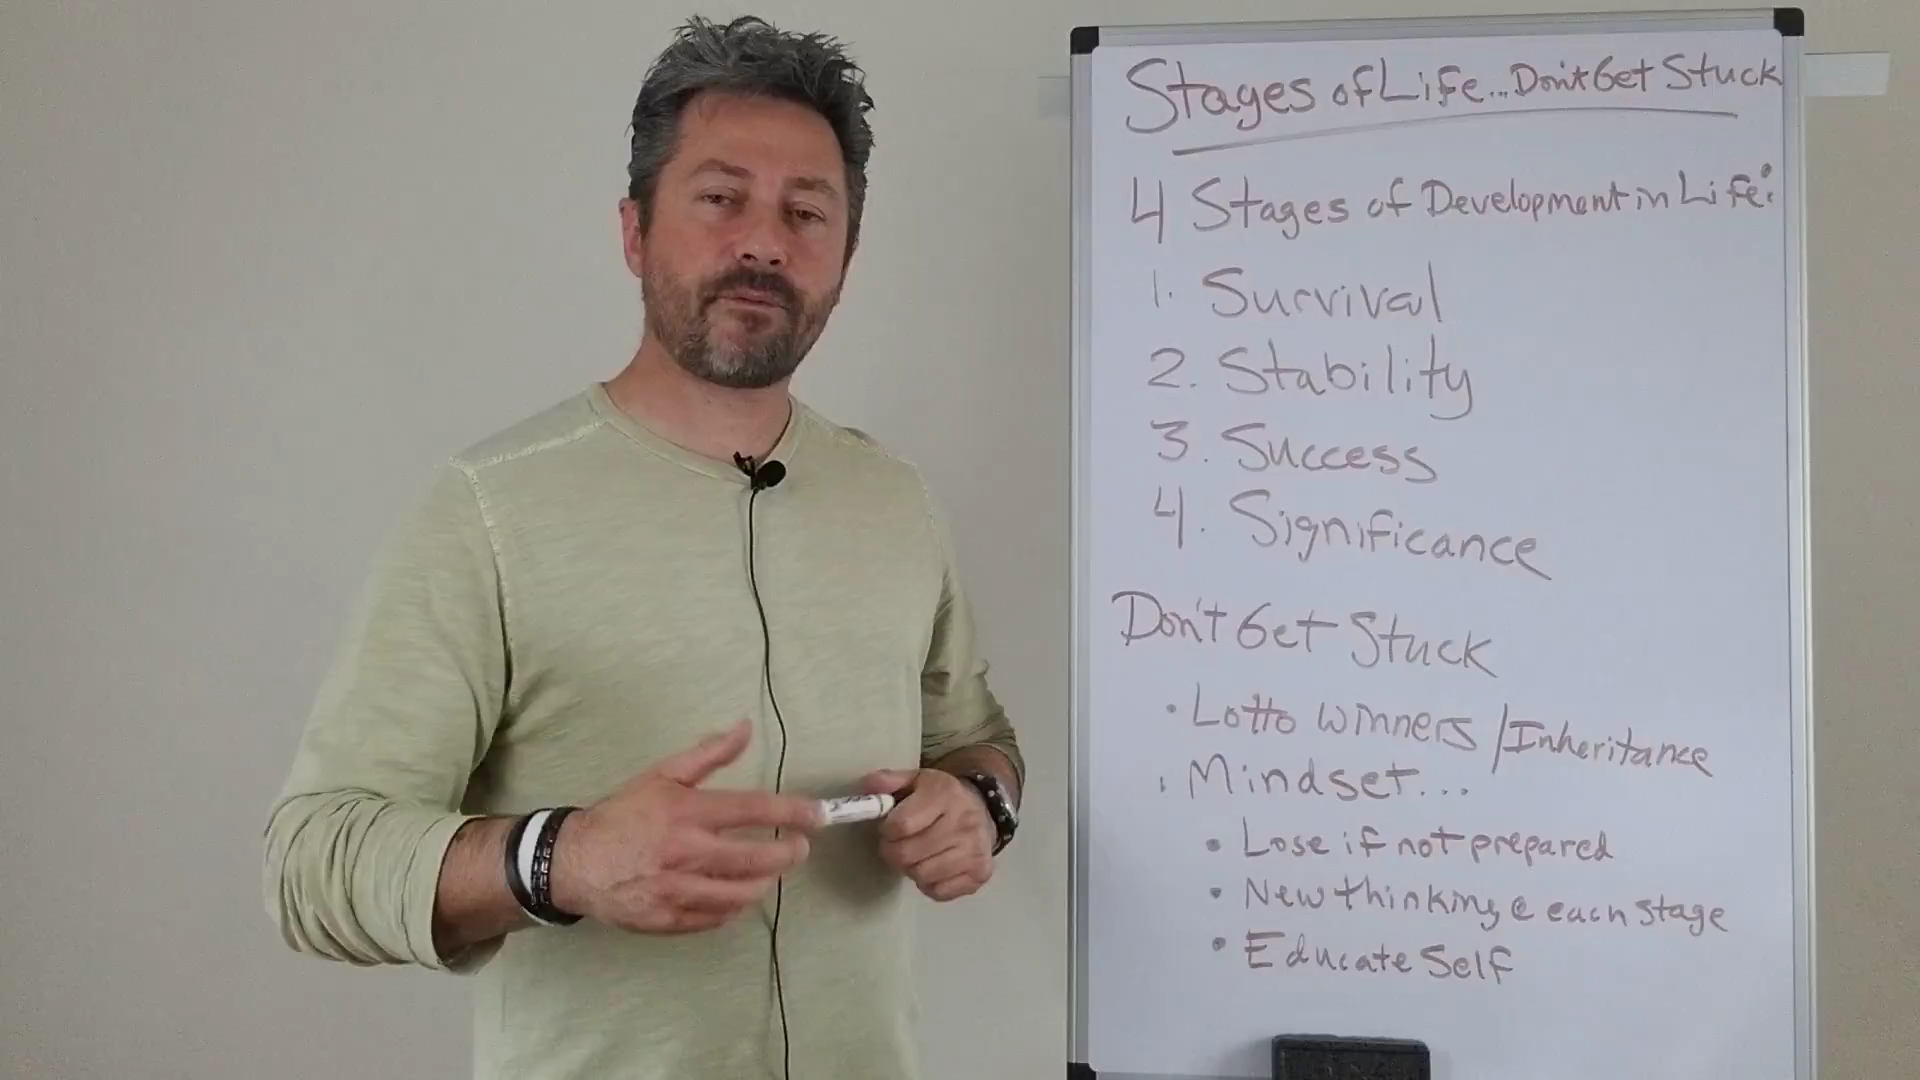 Stages of Life... Don't Get Stuck
4 Stages of Development in Life:
1. Survival
2. Stability
3. Success
4. Significance
Don't Get Stuck
• Lotto winners / Inheritance
• Mindset...
• Lose if not prepared
• New thinking @ each stage
• Educate Self